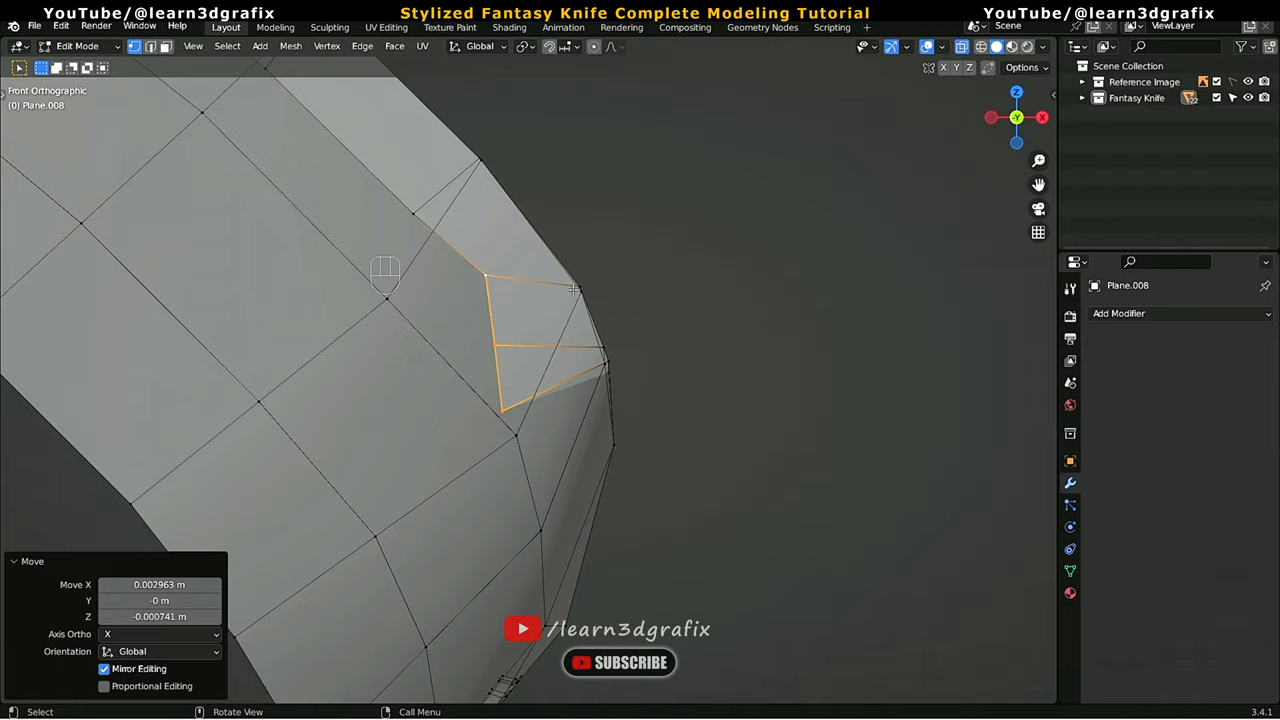 YouTube/@learn3dgrafix
Stylized Fantasy Knife Complete Modeling Tutorial
YouTube/@learn3dgrafix
File Edit Render Window Help Layout Modeling Sculpting UV Editing Texture Paint Shading Animation Rendering Compositing Geometry Nodes Scripting + Scene ViewLayer
Edit Mode View Select Add Mesh Vertex Edge Face UV Global
X Y Z Options
Front Orthographic
(0) Plane.008
Z
-Y
X
Scene Collection
Reference Image
Fantasy Knife
22
Plane.008
Add Modifier
Move
Move X 0.002963 m
Y -0 m
Z -0.000741 m
Axis Ortho X
Orientation Global
Mirror Editing
Proportional Editing
/learn3dgrafix
SUBSCRIBE
Select Rotate View Call Menu 3.4.1